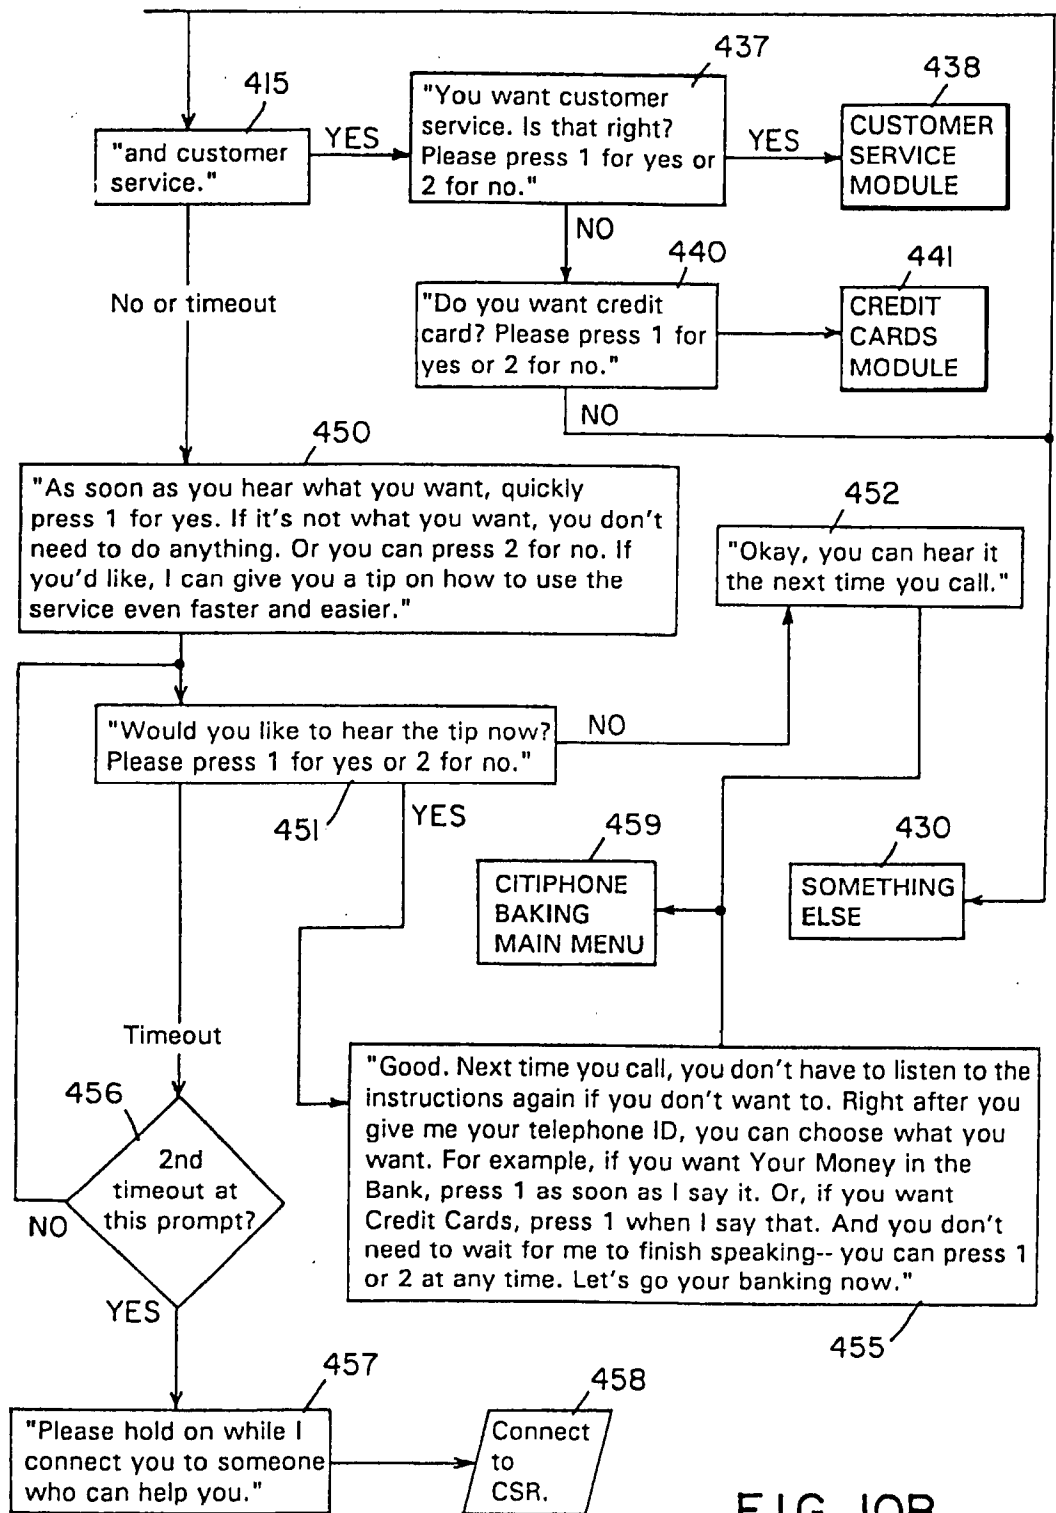 415
"and customer
service."
YES
437
"You want customer
service. Is that right?
Please press 1 for yes or
2 for no."
YES
438
CUSTOMER
SERVICE
MODULE
NO
440
"Do you want credit
card? Please press 1 for
yes or 2 for no."
441
CREDIT
CARDS
MODULE
NO
No or timeout
450
"As soon as you hear what you want, quickly
press 1 for yes. If it's not what you want, you don't
need to do anything. Or you can press 2 for no. If
you'd like, I can give you a tip on how to use the
service even faster and easier."
452
"Okay, you can hear it
the next time you call."
"Would you like to hear the tip now?
Please press 1 for yes or 2 for no."
NO
451
YES
459
CITIPHONE
BAKING
MAIN MENU
430
SOMETHING
ELSE
Timeout
456
2nd
timeout at
this prompt?
NO
YES
"Good. Next time you call, you don't have to listen to the
instructions again if you don't want to. Right after you
give me your telephone ID, you can choose what you
want. For example, if you want Your Money in the
Bank, press 1 as soon as I say it. Or, if you want
Credit Cards, press 1 when I say that. And you don't
need to wait for me to finish speaking-- you can press 1
or 2 at any time. Let's go your banking now."
455
457
"Please hold on while I
connect you to someone
who can help you."
458
Connect
to
CSR.
FIG. 10B